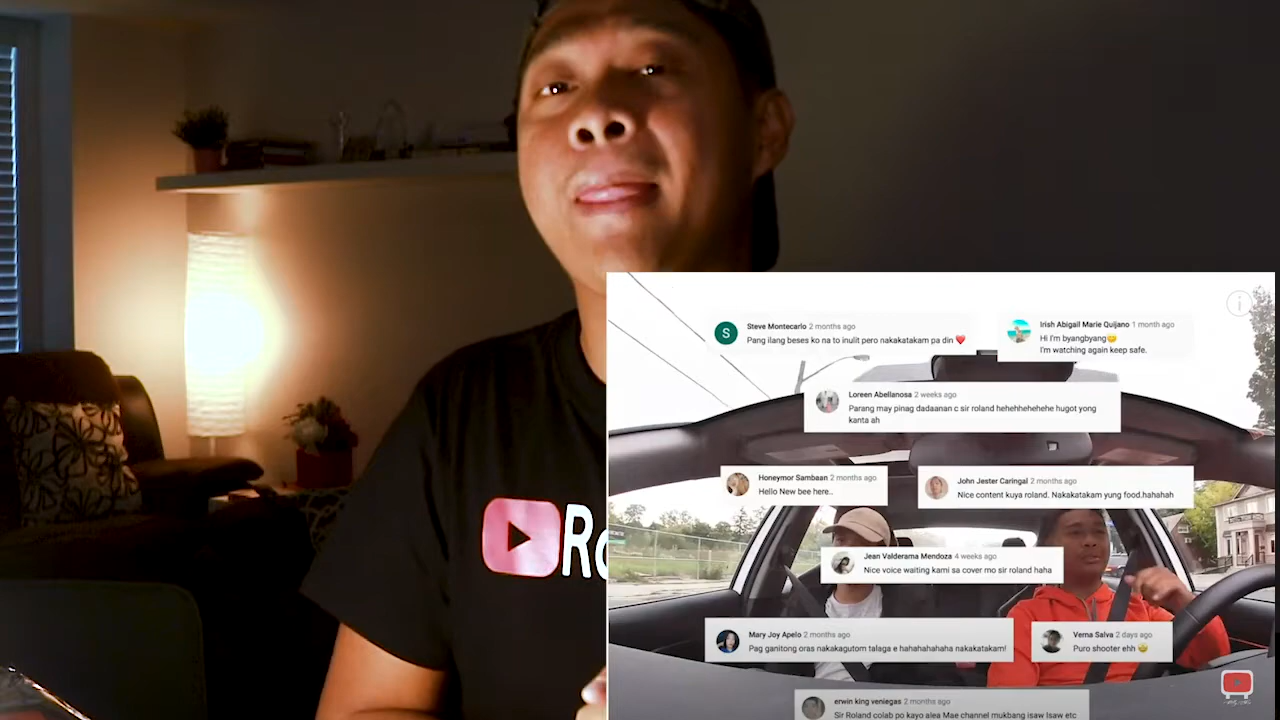 Steve Montecarlo 2 months ago
Pang ilang beses ko na to inulit pero nakakatakam pa din ❤️
Irish Abigail Marie Quijano 1 month ago
Hi I'm byangbyang😊
I'm watching again keep safe.
Loreen Abellanosa 2 weeks ago
Parang may pinag dadaanan c sir roland hehehhehehehe hugot yong
kanta ah
Honeymor Sambaan 2 months ago
Hello New bee here..
John Jester Caringal 2 months ago
Nice content kuya roland. Nakakatakam yung food.hahahah
Jean Valderama Mendoza 4 weeks ago
Nice voice waiting kami sa cover mo sir roland haha
Ro
Mary Joy Apelo 2 months ago
Pag ganitong oras nakakagutom talaga e hahahahahaha nakakatakam!
Verna Salva 2 days ago
Puro shooter ehh 🤩
erwin king veniegas 2 months ago
Sir Roland colab po kayo alea Mae channel mukbang isaw Isaw etc